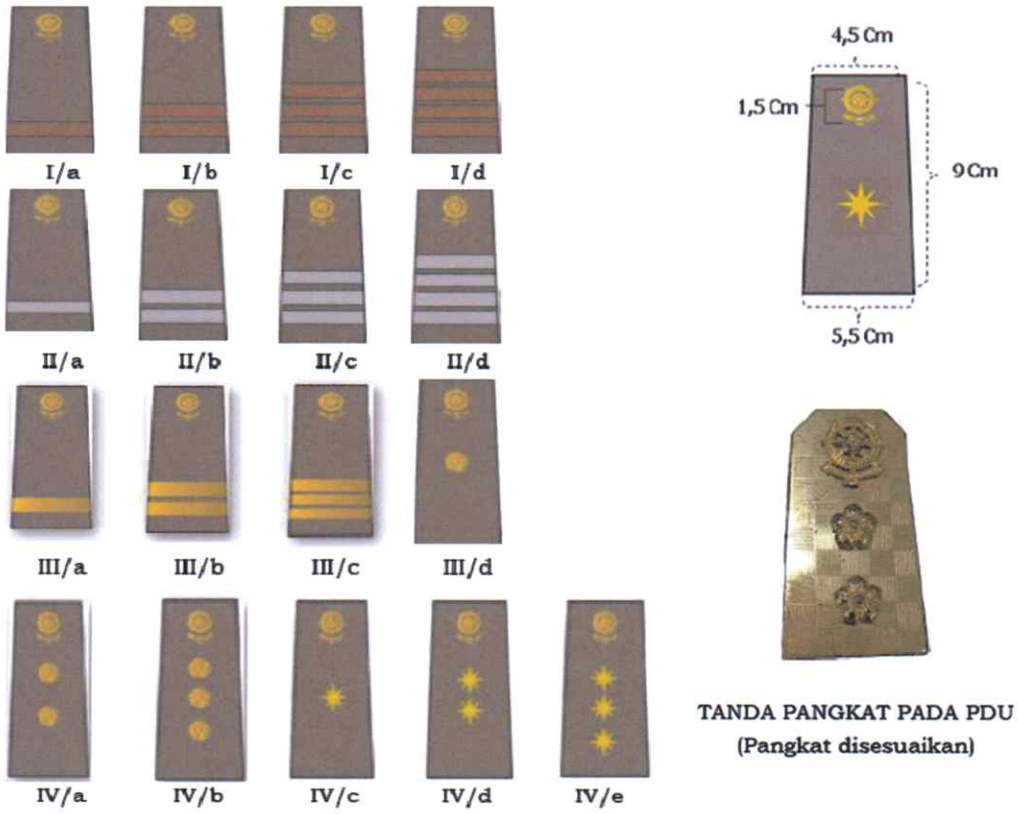 I/a
I/b
I/c
I/d
II/a
II/b
II/c
II/d
III/a
III/b
III/c
III/d
IV/a
IV/b
IV/c
IV/d
IV/e
4,5 Cm
1,5 Cm
9 Cm
5,5 Cm
TANDA PANGKAT PADA PDU
(Pangkat disesuaikan)